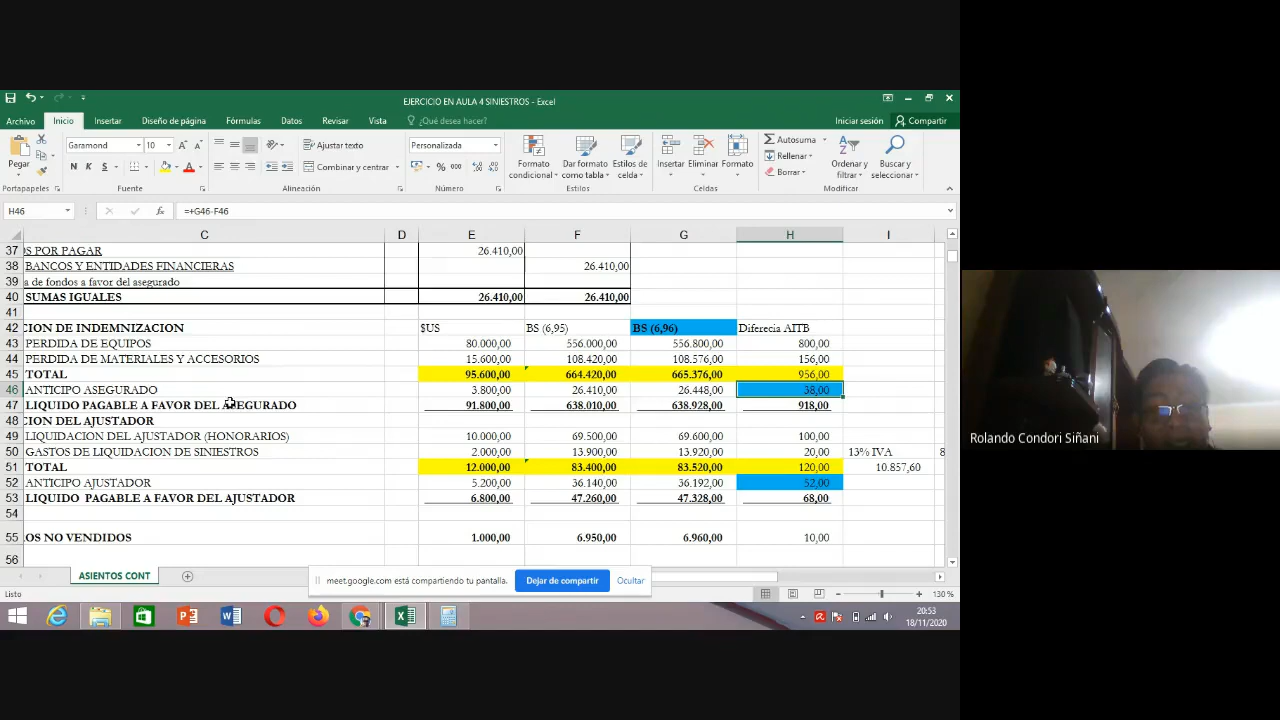 EJERCICIO EN AULA 4 SINIESTROS - Excel
Archivo Inicio Insertar Diseño de página Fórmulas Datos Revisar Vista ¿Qué desea hacer? Iniciar sesión Compartir
Pegar
Garamond 10
N K S
Ajustar texto
Combinar y centrar
Personalizada
% 000
Formato condicional
Dar formato como tabla
Estilos de celda
Insertar Eliminar Formato
Autosuma
Rellenar
Borrar
Ordenar y filtrar
Buscar y seleccionar
Portapapeles Fuente Alineación Número Estilos Celdas Modificar
H46 fx =+G46-F46
C D E F G H I
37 OS POR PAGAR 26.410,00
38 BANCOS Y ENTIDADES FINANCIERAS 26.410,00
39 a de fondos a favor del asegurado
40 SUMAS IGUALES 26.410,00 26.410,00
41
42 CION DE INDEMNIZACION $US BS (6,95) BS (6,96) Diferecia AITB
43 PERDIDA DE EQUIPOS 80.000,00 556.000,00 556.800,00 800,00
44 PERDIDA DE MATERIALES Y ACCESORIOS 15.600,00 108.420,00 108.576,00 156,00
45 TOTAL 95.600,00 664.420,00 665.376,00 956,00
46 ANTICIPO ASEGURADO 3.800,00 26.410,00 26.448,00 38,00
47 LIQUIDO PAGABLE A FAVOR DEL ASEGURADO 91.800,00 638.010,00 638.928,00 918,00
48 CION DEL AJUSTADOR
49 LIQUIDACION DEL AJUSTADOR (HONORARIOS) 10.000,00 69.500,00 69.600,00 100,00
50 GASTOS DE LIQUIDACION DE SINIESTROS 2.000,00 13.900,00 13.920,00 20,00 13% IVA 8
51 TOTAL 12.000,00 83.400,00 83.520,00 120,00 10.857,60
52 ANTICIPO AJUSTADOR 5.200,00 36.140,00 36.192,00 52,00
53 LIQUIDO PAGABLE A FAVOR DEL AJUSTADOR 6.800,00 47.260,00 47.328,00 68,00
54
55 OS NO VENDIDOS 1.000,00 6.950,00 6.960,00 10,00
56
ASIENTOS CONT
meet.google.com está compartiendo tu pantalla. Dejar de compartir Ocultar
Listo 130 %
20:53
18/11/2020
Rolando Condori Siñani